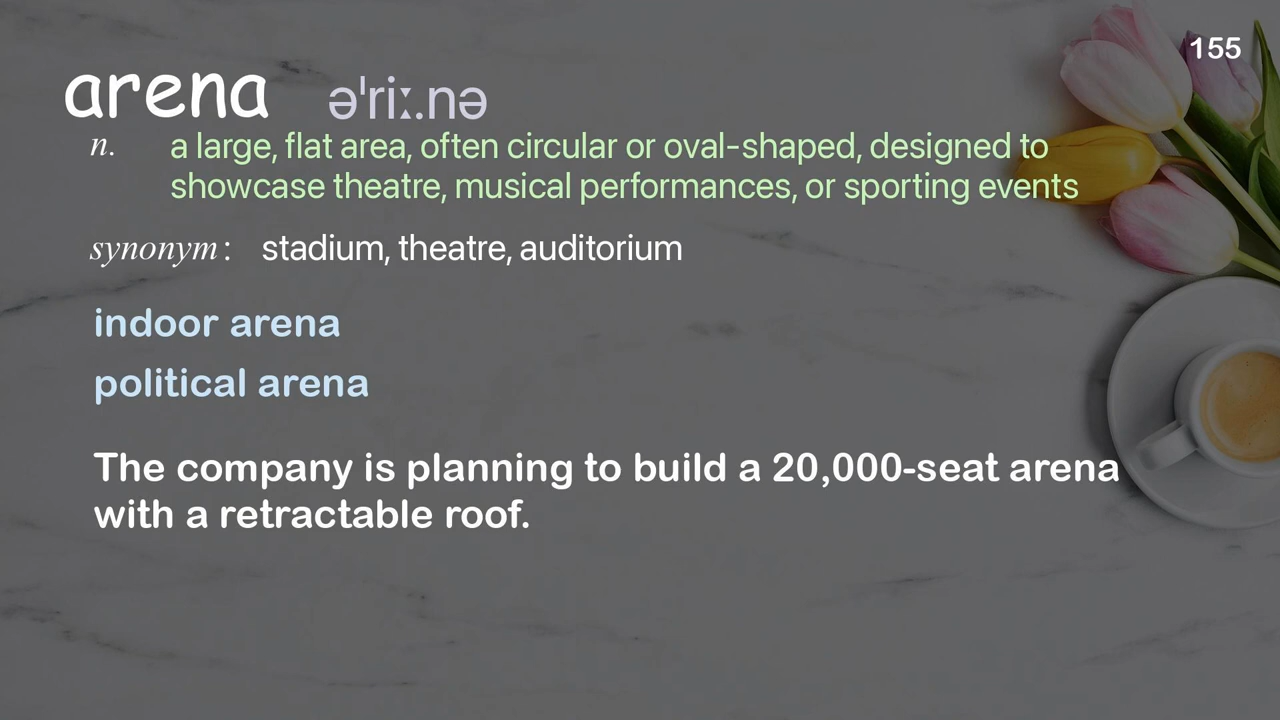 155
arena əˈriː.nə
n. a large, flat area, often circular or oval-shaped, designed to
showcase theatre, musical performances, or sporting events
synonym: stadium, theatre, auditorium
indoor arena
political arena
The company is planning to build a 20,000-seat arena
with a retractable roof.